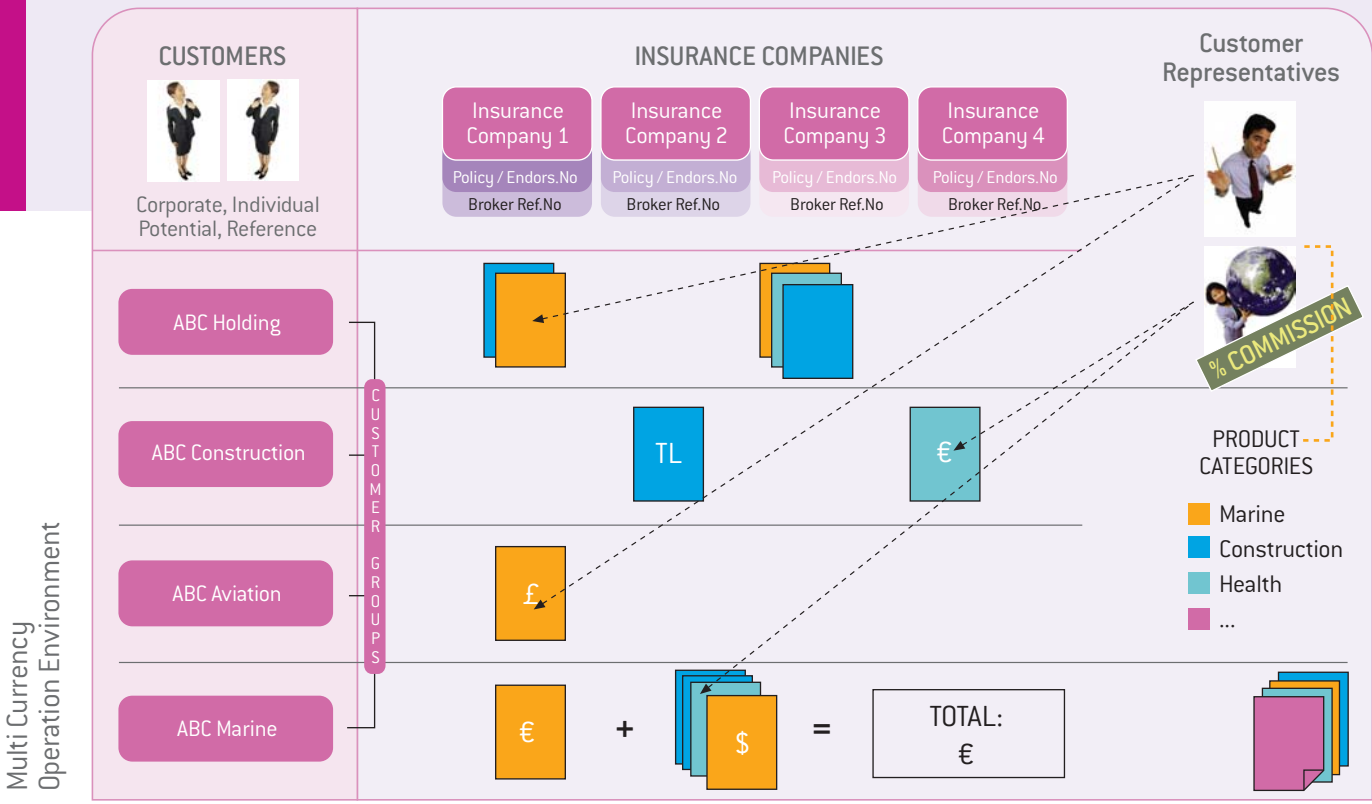 CUSTOMERS
Corporate, Individual
Potential, Reference
INSURANCE COMPANIES
Insurance
Company 1
Policy / Endors.No
Broker Ref.No
Insurance
Company 2
Policy / Endors.No
Broker Ref.No
Insurance
Company 3
Policy / Endors.No
Broker Ref.No
Insurance
Company 4
Policy / Endors.No
Broker Ref.No
Customer
Representatives
% COMMISSION
ABC Holding
ABC Construction
TL
€
ABC Aviation
£
ABC Marine
€
+
$
=
TOTAL:
€
CUSTOMER GROUPS
PRODUCT
CATEGORIES
Marine
Construction
Health
...
Multi Currency
Operation Environment